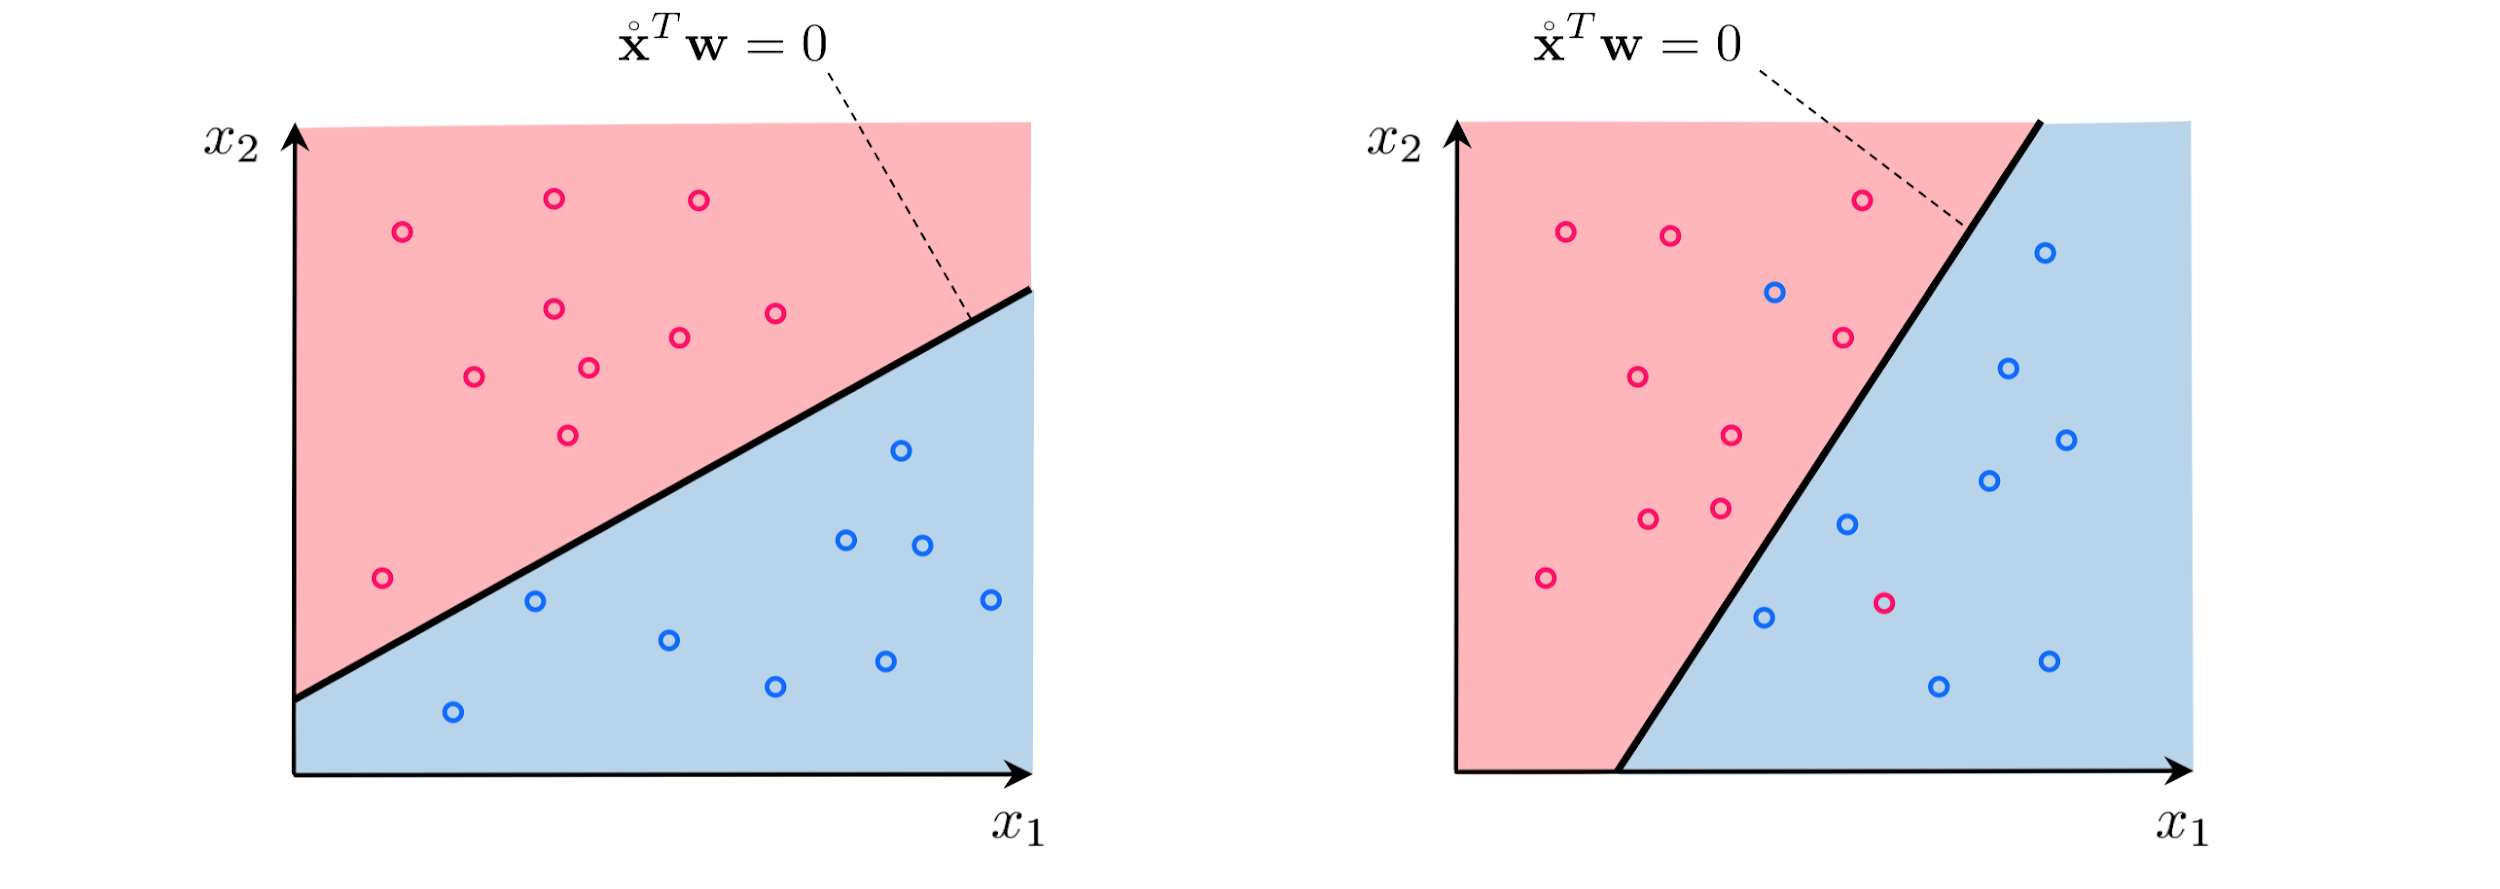 x̊ᵀw = 0
x̊ᵀw = 0
x₂
x₂
x₁
x₁